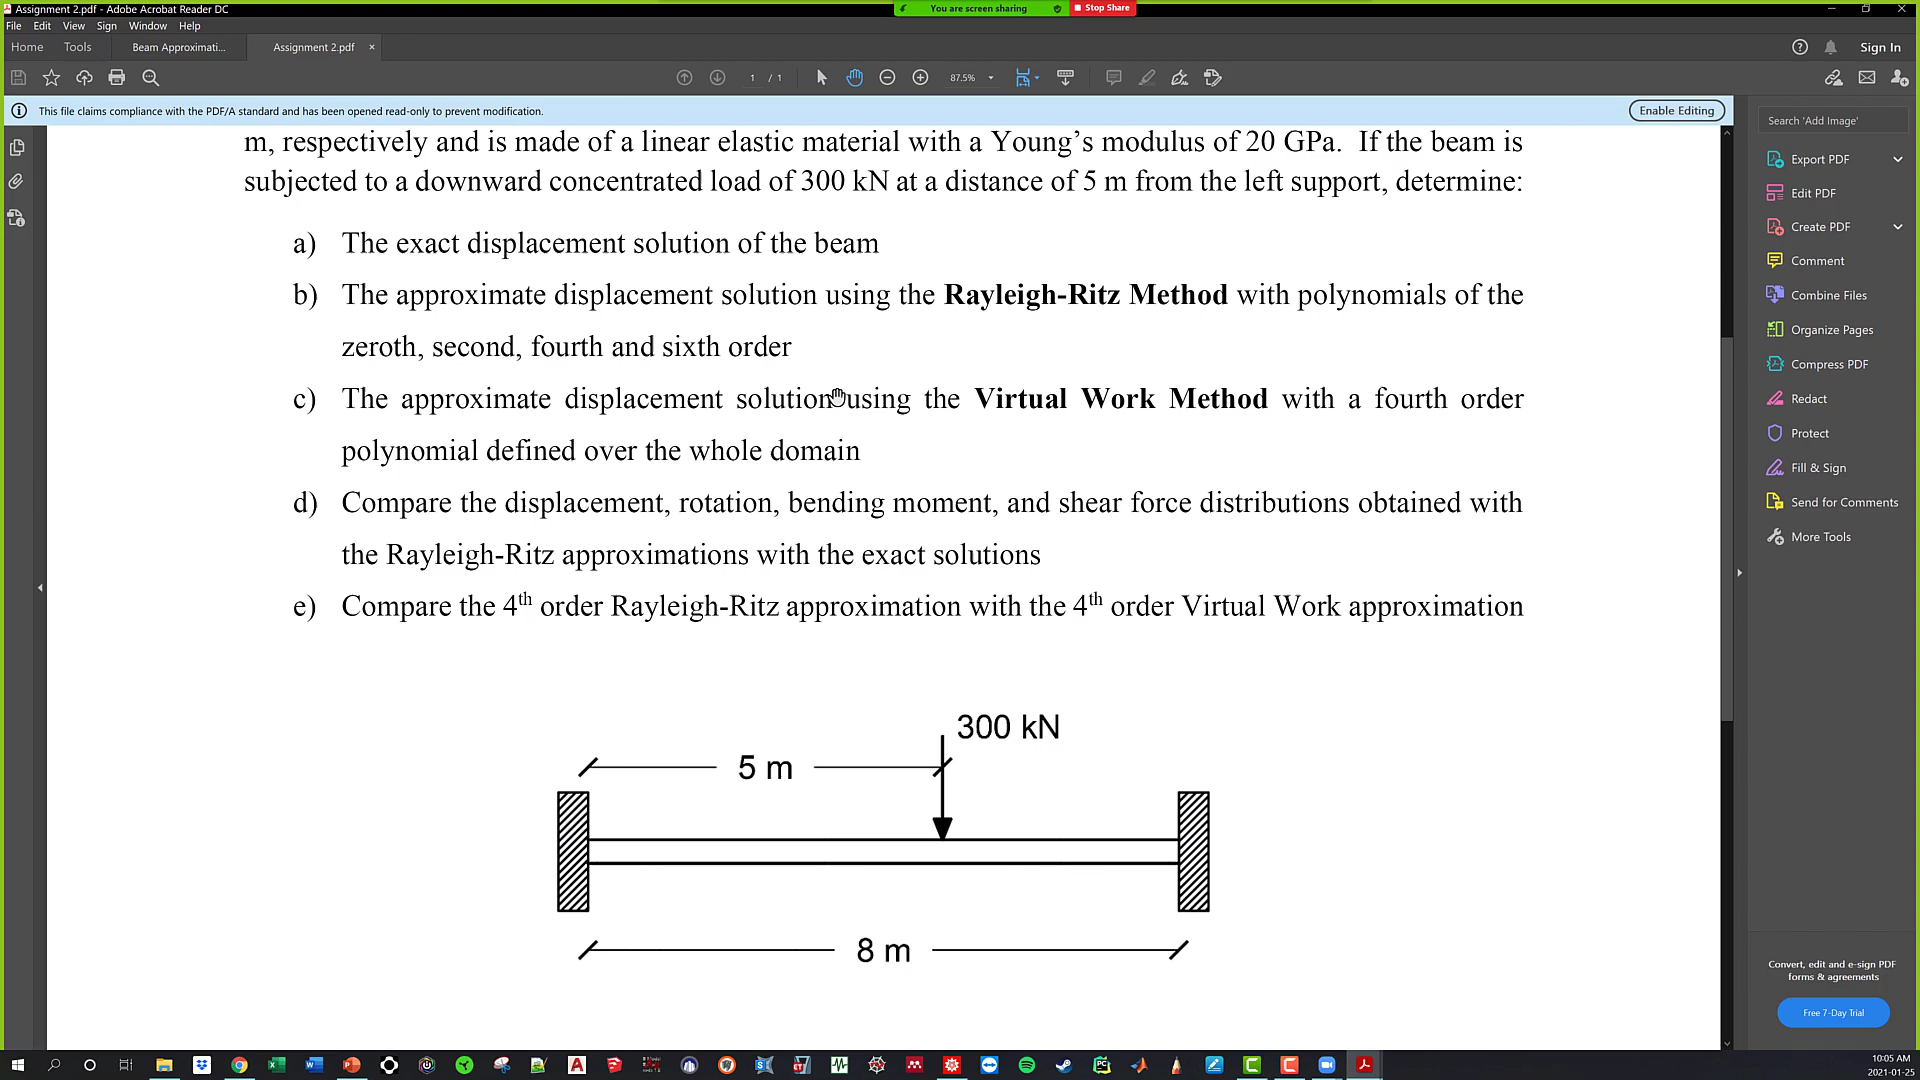 Assignment 2.pdf - Adobe Acrobat Reader DC
You are screen sharing
Stop Share
File Edit View Sign Window Help
Home Tools Beam Approximati... Assignment 2.pdf × Sign In
1 / 1 87.5%
This file claims compliance with the PDF/A standard and has been opened read-only to prevent modification. Enable Editing
m, respectively and is made of a linear elastic material with a Young’s modulus of 20 GPa. If the beam is
subjected to a downward concentrated load of 300 kN at a distance of 5 m from the left support, determine:
a) The exact displacement solution of the beam
b) The approximate displacement solution using the Rayleigh-Ritz Method with polynomials of the
zeroth, second, fourth and sixth order
c) The approximate displacement solution using the Virtual Work Method with a fourth order
polynomial defined over the whole domain
d) Compare the displacement, rotation, bending moment, and shear force distributions obtained with
the Rayleigh-Ritz approximations with the exact solutions
e) Compare the 4th order Rayleigh-Ritz approximation with the 4th order Virtual Work approximation
300 kN
5 m
8 m
Search 'Add Image'
Export PDF
Edit PDF
Create PDF
Comment
Combine Files
Organize Pages
Compress PDF
Redact
Protect
Fill & Sign
Send for Comments
More Tools
Convert, edit and e-sign PDF
forms & agreements
Free 7-Day Trial
10:05 AM
2021-01-25